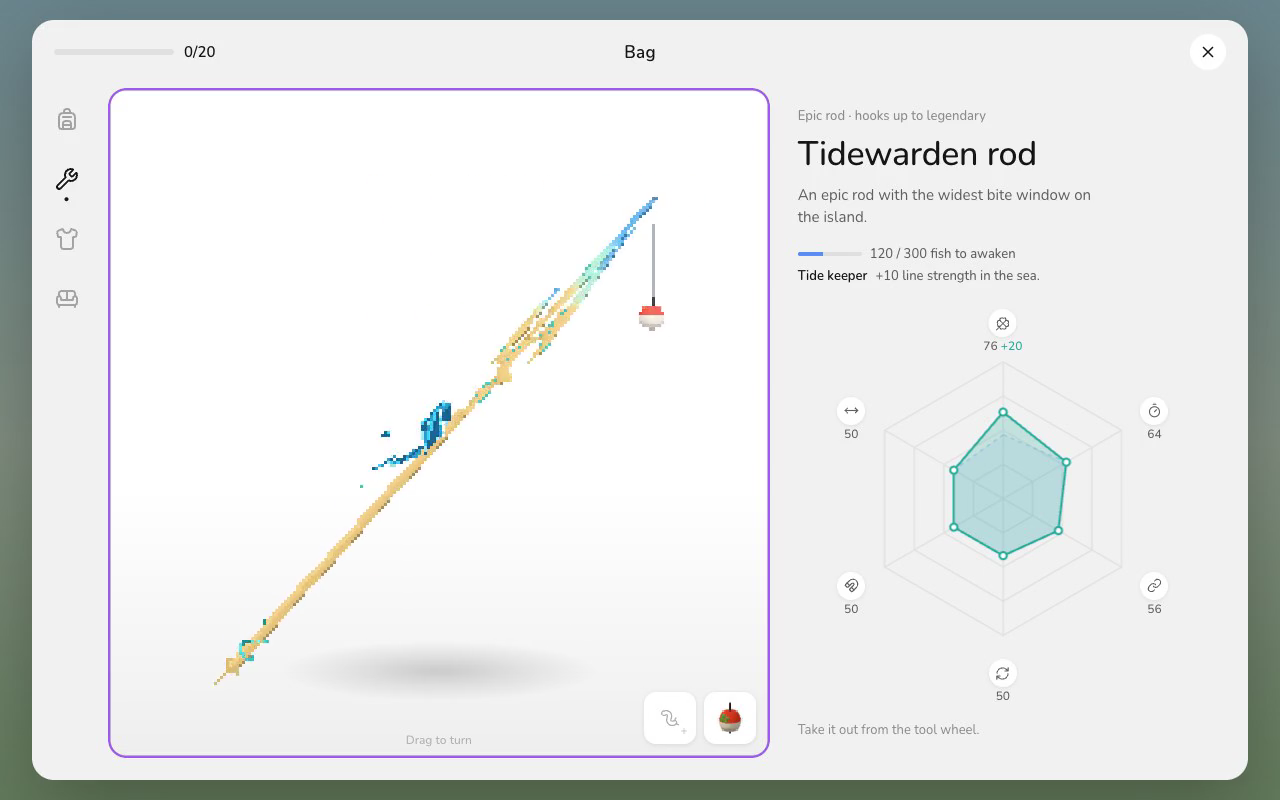 0/20
Bag
Epic rod · hooks up to legendary
Tidewarden rod
An epic rod with the widest bite window on
the island.
120 / 300 fish to awaken
Tide keeper +10 line strength in the sea.
76 +20
50
64
50
56
50
Drag to turn
Take it out from the tool wheel.